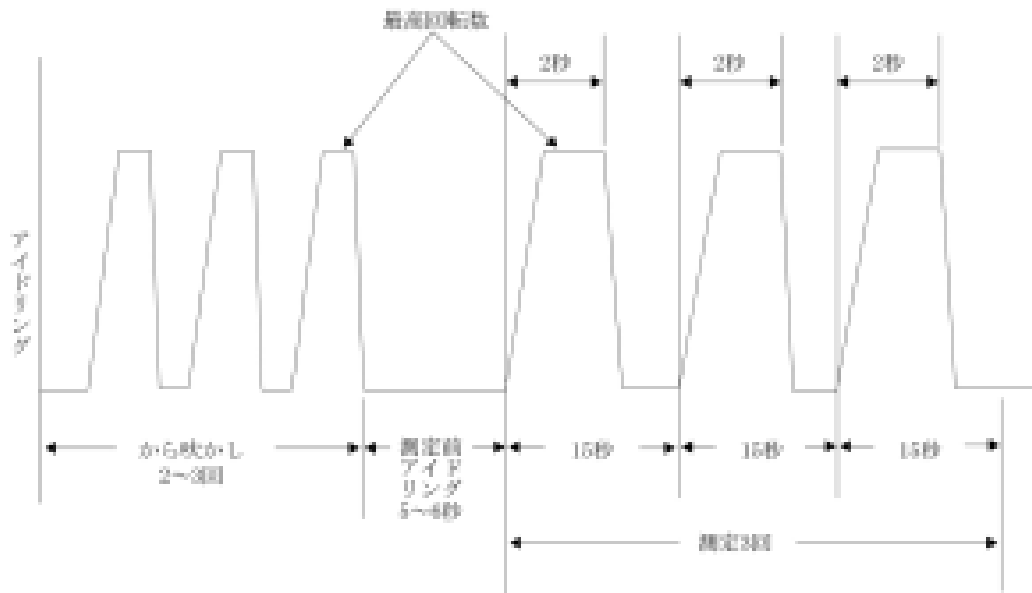 最高回転数
2秒
2秒
2秒
アイドリング
から吹かし
2～3回
測定前
アイド
リング
5～6秒
15秒
15秒
15秒
測定3回